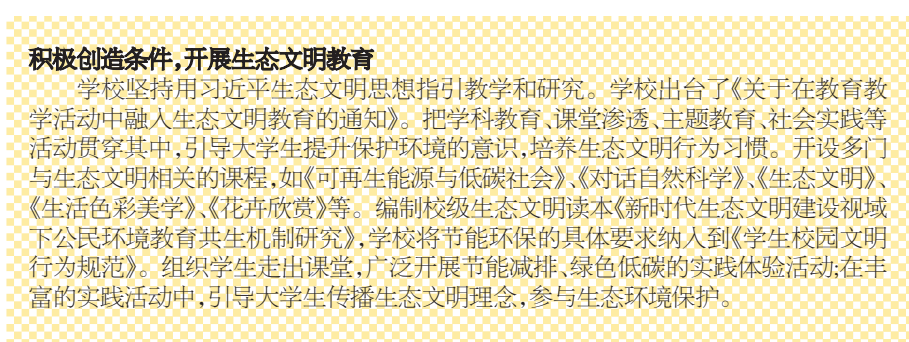 积极创造条件,开展生态文明教育
学校坚持用习近平生态文明思想指引教学和研究。学校出台了《关于在教育教
学活动中融入生态文明教育的通知》。把学科教育、课堂渗透、主题教育、社会实践等
活动贯穿其中,引导大学生提升保护环境的意识,培养生态文明行为习惯。开设多门
与生态文明相关的课程,如《可再生能源与低碳社会》、《对话自然科学》、《生态文明》、
《生活色彩美学》、《花卉欣赏》等。编制校级生态文明读本《新时代生态文明建设视域
下公民环境教育共生机制研究》,学校将节能环保的具体要求纳入到《学生校园文明
行为规范》。组织学生走出课堂,广泛开展节能减排、绿色低碳的实践体验活动;在丰
富的实践活动中,引导大学生传播生态文明理念,参与生态环境保护。